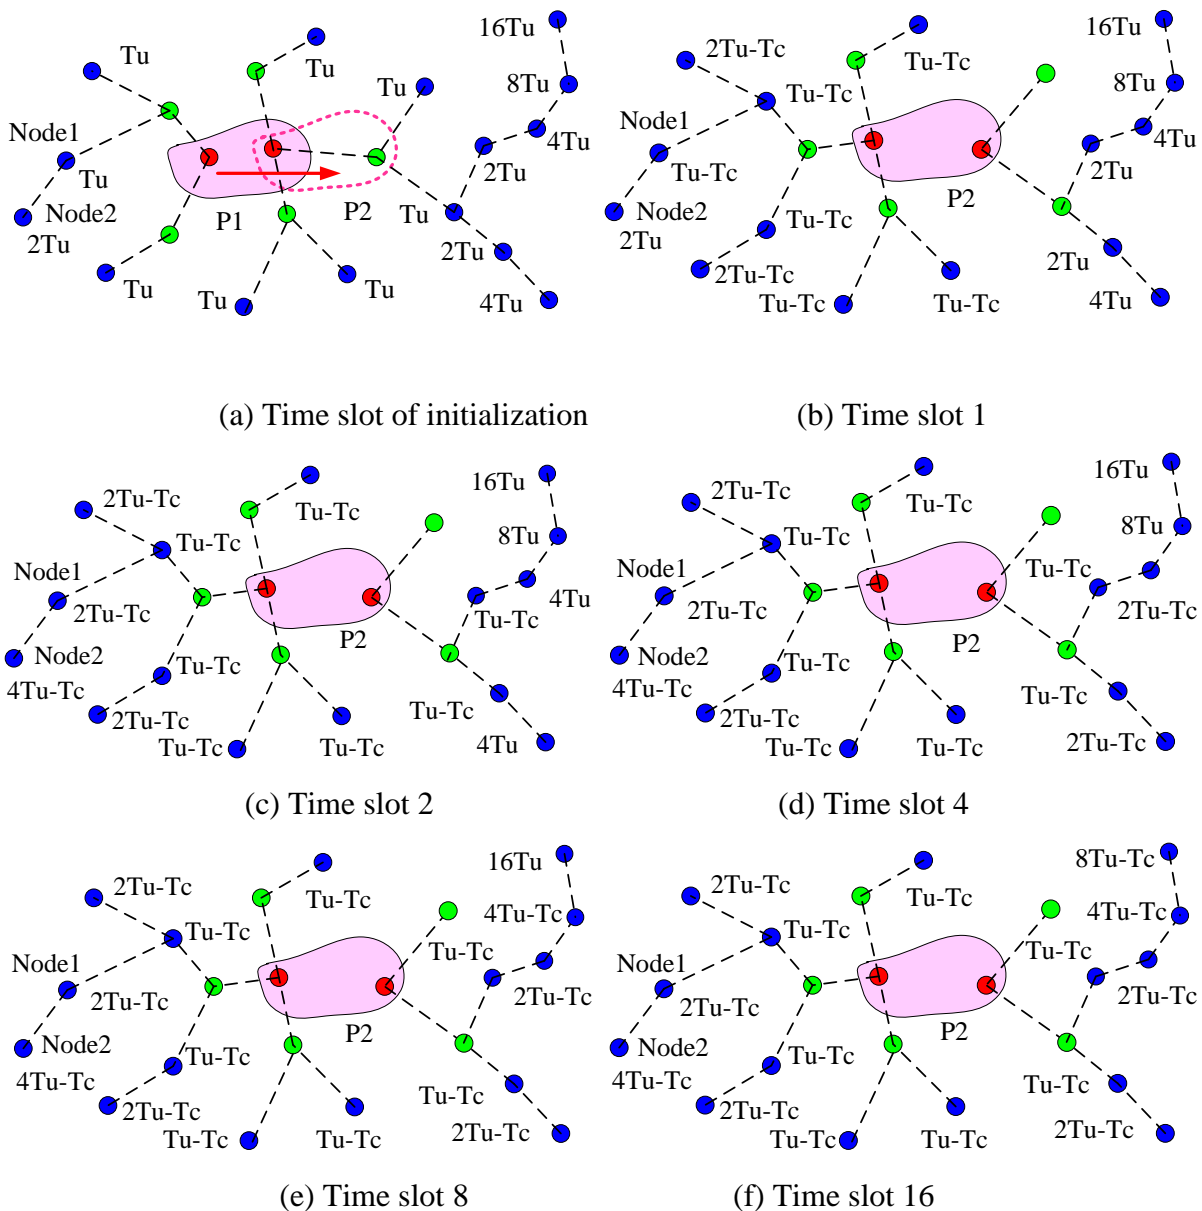 16Tu
Tu
Tu
8Tu
Tu
Node1
4Tu
Tu
2Tu
Node2
P1
P2
Tu
2Tu
2Tu
Tu
Tu
Tu
4Tu
(a) Time slot of initialization
16Tu
2Tu-Tc
Tu-Tc
8Tu
Tu-Tc
Node1
4Tu
Tu-Tc
2Tu
Node2
P2
2Tu
Tu-Tc
2Tu
2Tu-Tc
Tu-Tc
Tu-Tc
4Tu
(b) Time slot 1
16Tu
2Tu-Tc
Tu-Tc
Tu-Tc
8Tu
Node1
4Tu
2Tu-Tc
Tu-Tc
P2
Node2
Tu-Tc
4Tu-Tc
Tu-Tc
2Tu-Tc
Tu-Tc
Tu-Tc
4Tu
(c) Time slot 2
16Tu
2Tu-Tc
Tu-Tc
8Tu
Tu-Tc
Node1
Tu-Tc
2Tu-Tc
2Tu-Tc
P2
Node2
Tu-Tc
4Tu-Tc
Tu-Tc
2Tu-Tc
Tu-Tc
Tu-Tc
2Tu-Tc
(d) Time slot 4
16Tu
2Tu-Tc
Tu-Tc
4Tu-Tc
Tu-Tc
Tu-Tc
Node1
2Tu-Tc
2Tu-Tc
P2
Node2
Tu-Tc
4Tu-Tc
Tu-Tc
2Tu-Tc
Tu-Tc
Tu-Tc
2Tu-Tc
(e) Time slot 8
8Tu-Tc
2Tu-Tc
Tu-Tc
4Tu-Tc
Tu-Tc
Tu-Tc
Node1
2Tu-Tc
2Tu-Tc
P2
Node2
Tu-Tc
4Tu-Tc
Tu-Tc
2Tu-Tc
Tu-Tc
Tu-Tc
2Tu-Tc
(f) Time slot 16